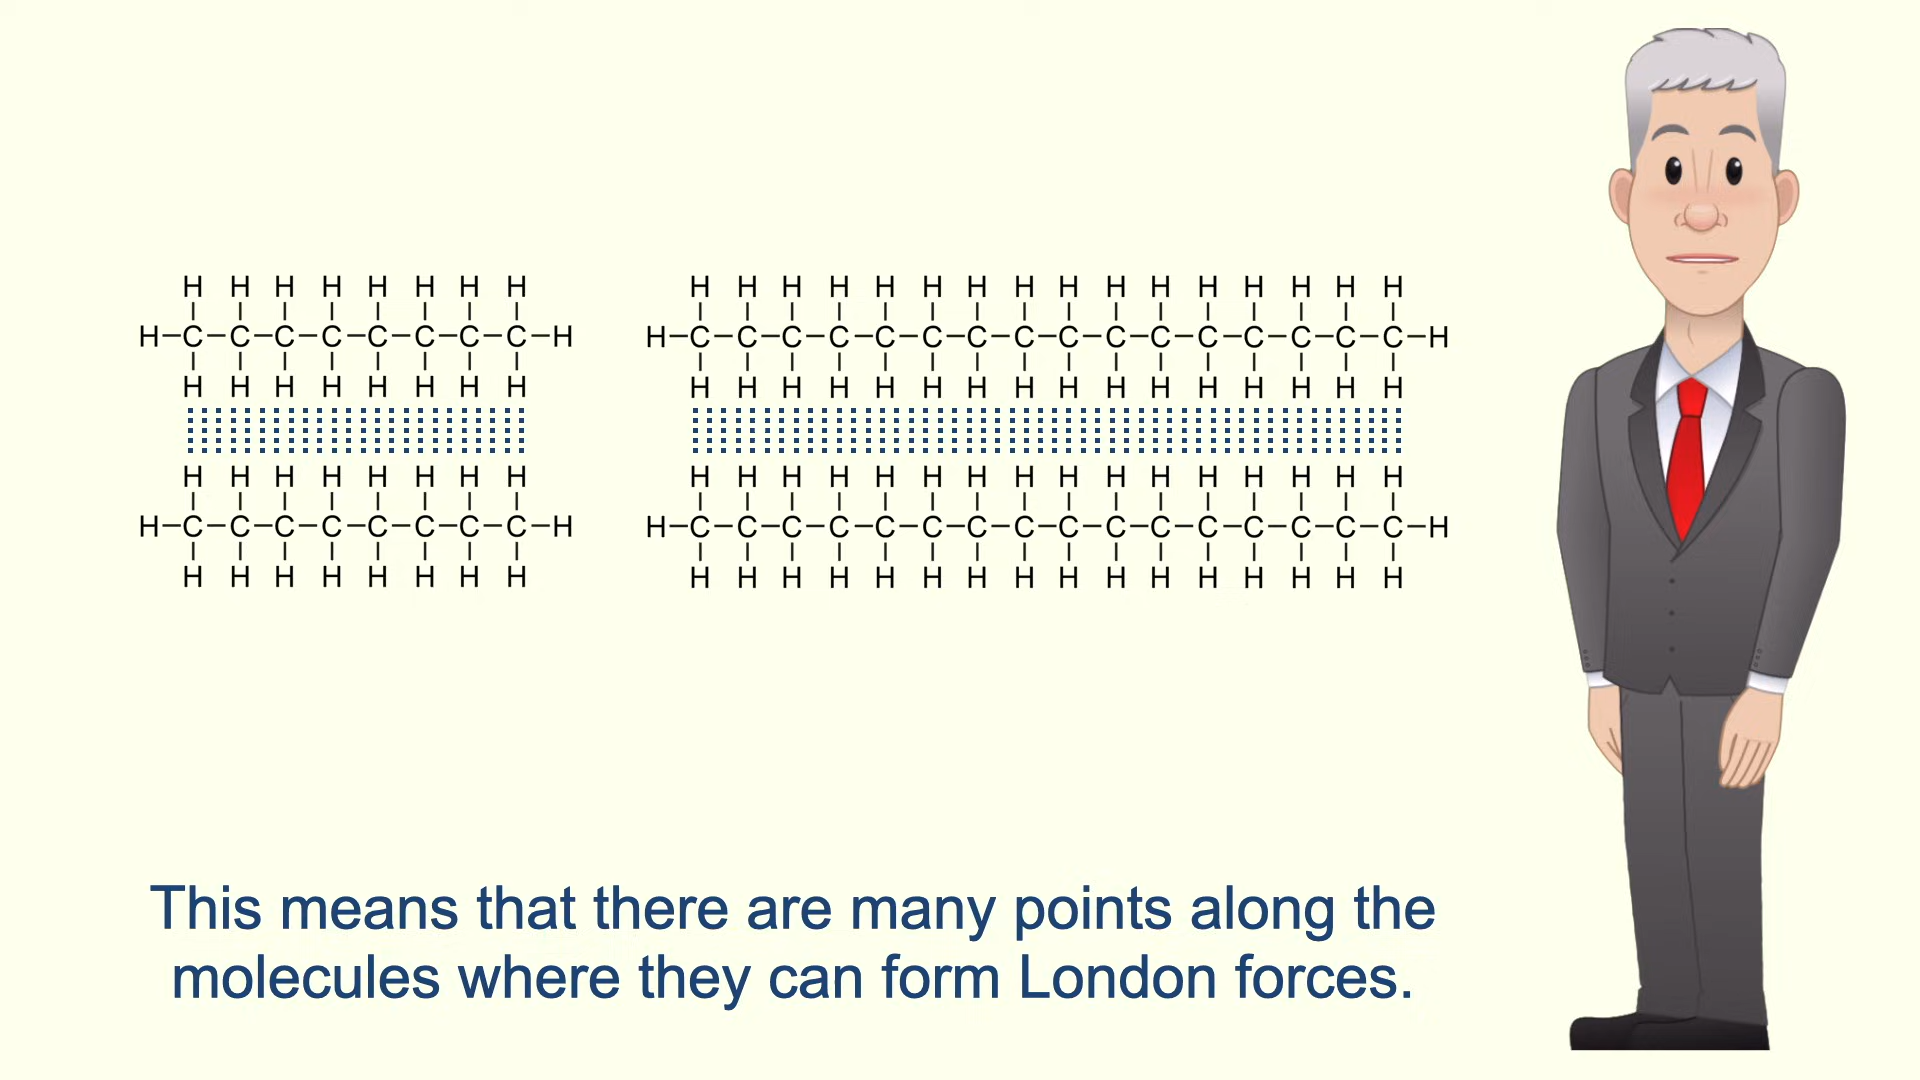 H H H H H H H H H H H H H H H H H H H H H H H H
H-C-C-C-C-C-C-C-C-H H-C-C-C-C-C-C-C-C-C-C-C-C-C-C-C-C-H
H H H H H H H H H H H H H H H H H H H H H H H H
H H H H H H H H H H H H H H H H H H H H H H H H
H-C-C-C-C-C-C-C-C-H H-C-C-C-C-C-C-C-C-C-C-C-C-C-C-C-C-H
H H H H H H H H H H H H H H H H H H H H H H H H
This means that there are many points along the
molecules where they can form London forces.